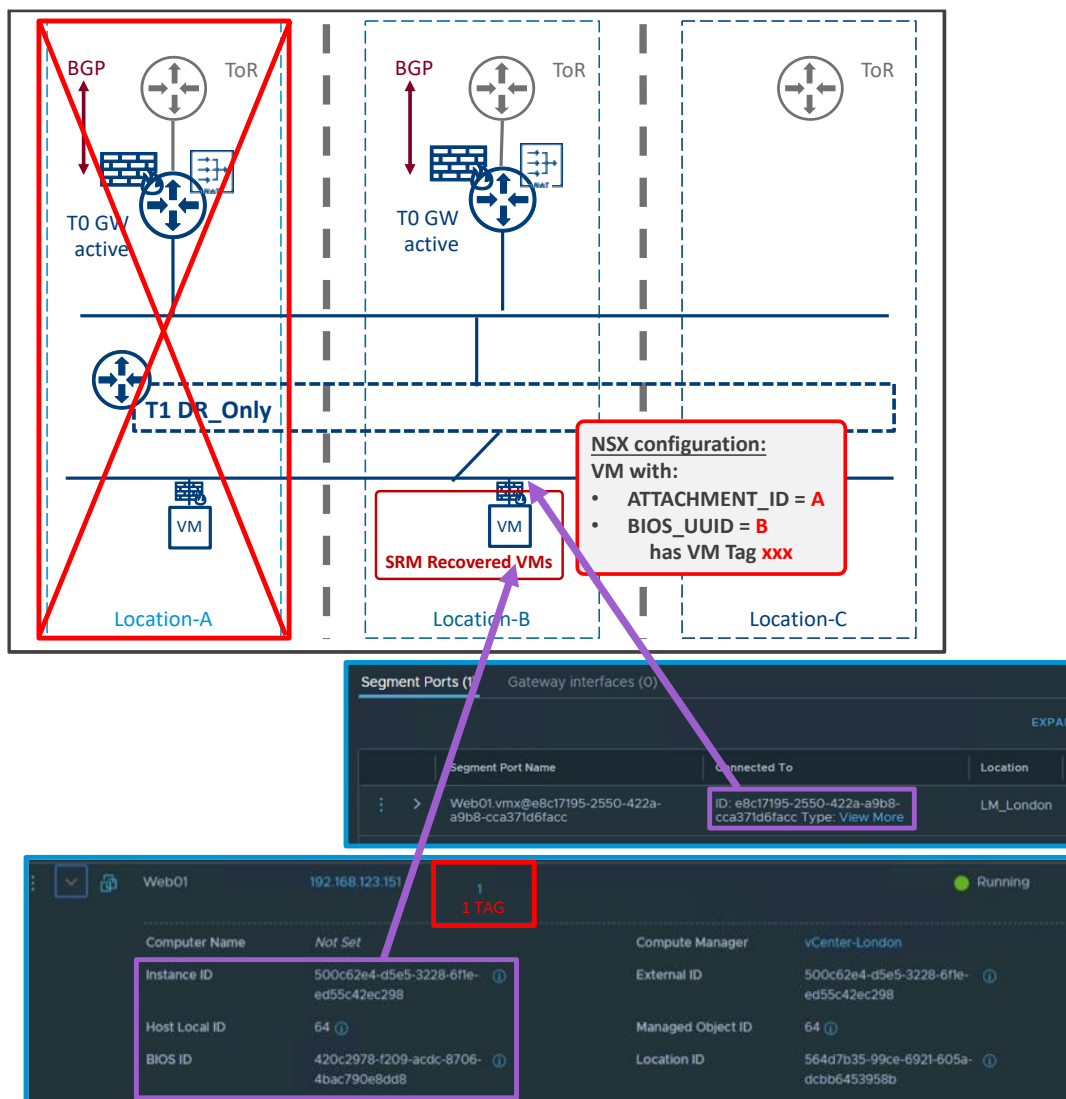 BGP
ToR
BGP
ToR
ToR
NAT
NAT
T0 GW
active
T0 GW
active
T1 DR_Only
NSX configuration:
VM with:
• ATTACHMENT_ID = A
• BIOS_UUID = B
has VM Tag xxx
VM
VM
SRM Recovered VMs
Location-A
Location-B
Location-C
Segment Ports (1)
Gateway interfaces (0)
EXPA
Segment Port Name
Connected To
Location
Web01.vmx@e8c17195-2550-422a-
a9b8-cca371d6facc
ID: e8c17195-2550-422a-a9b8-
cca371d6facc Type: View More
LM_London
Web01
192.168.123.151
1
1 TAG
Running
Computer Name
Not Set
Compute Manager
vCenter-London
Instance ID
500c62e4-d5e5-3228-6f1e-
ed55c42ec298
External ID
500c62e4-d5e5-3228-6f1e-
ed55c42ec298
Host Local ID
64
Managed Object ID
64
BIOS ID
420c2978-f209-acdc-8706-
4bac790e8dd8
Location ID
564d7b35-99ce-6921-605a-
dcbb6453958b